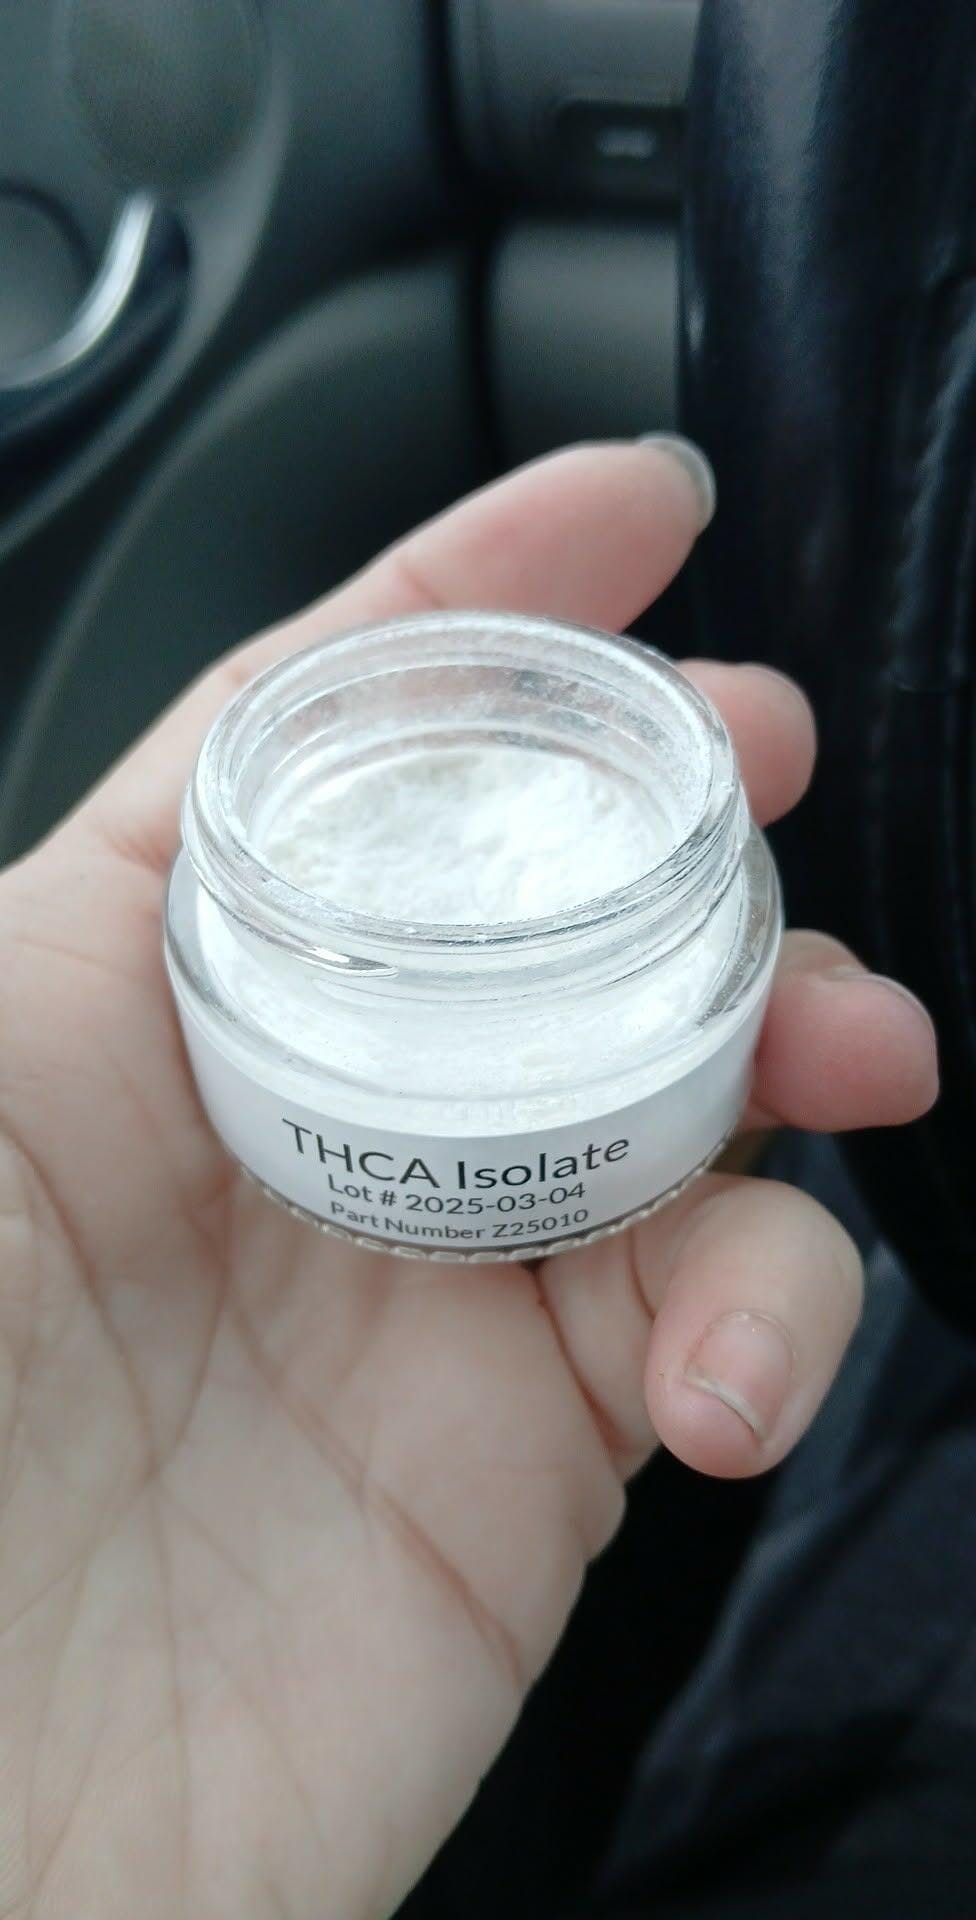 THCA Isolate
Lot # 2025-03-04
Part Number Z25010